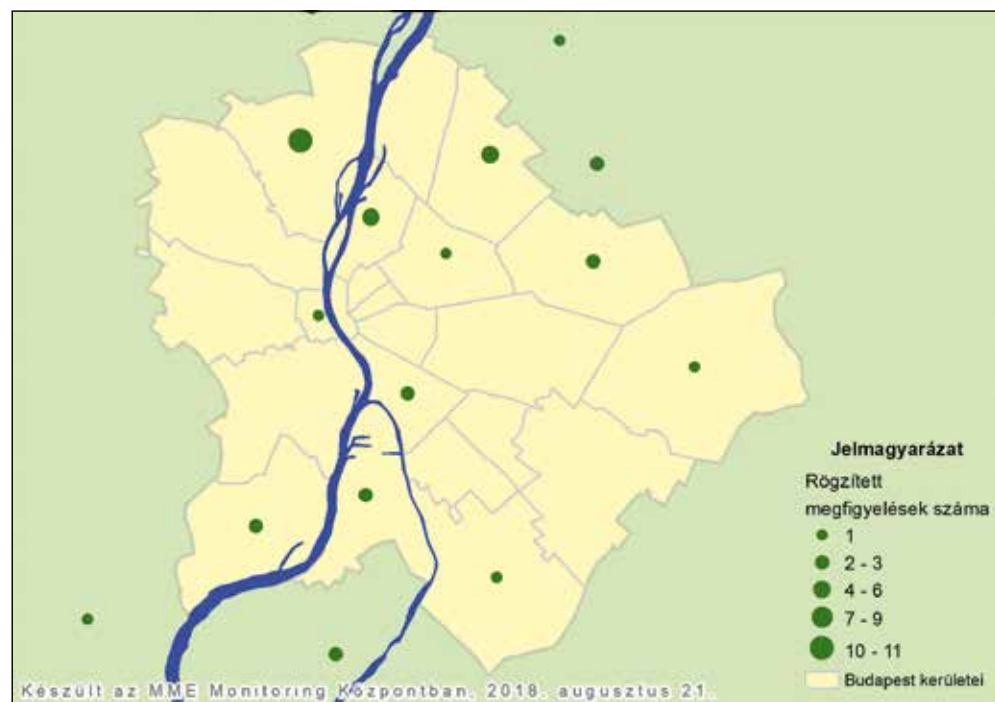 Jelmagyarázat
Rögzített
megfigyelések száma
1
2 - 3
4 - 6
7 - 9
10 - 11
Budapest kerületei
Készült az MME Monitoring Központban, 2018. augusztus 21.